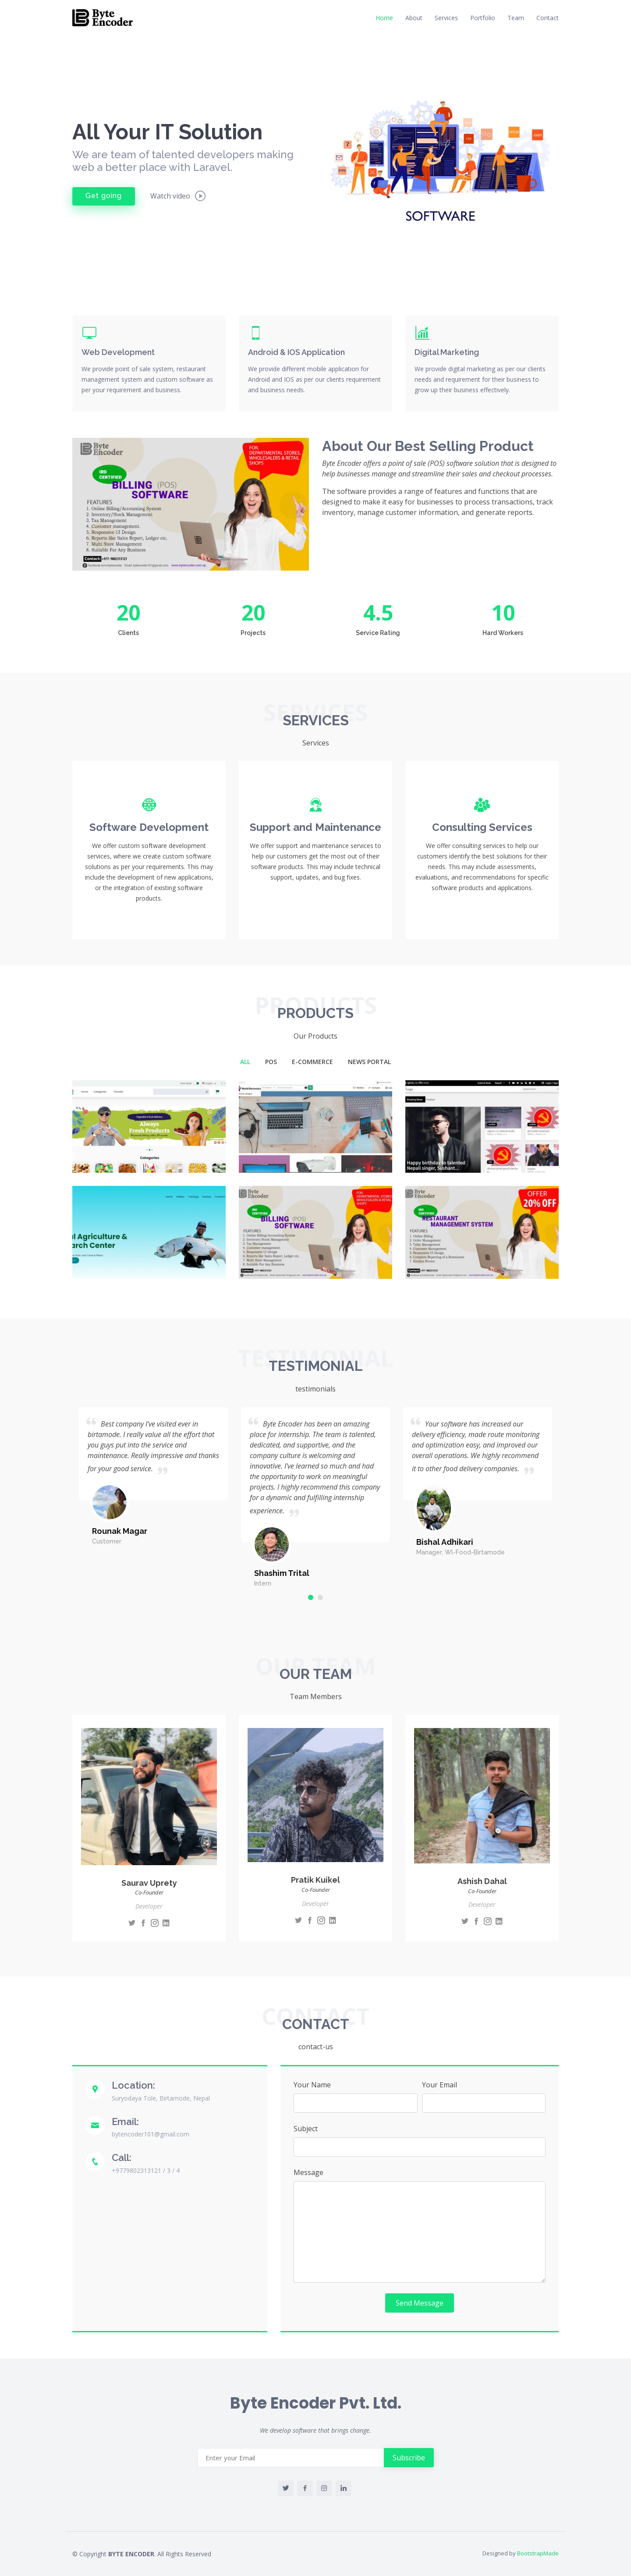 Byte
Encoder
Home About Services Portfolio Team Contact
All Your IT Solution
We are team of talented developers making
web a better place with Laravel.
Get going
Watch video
SOFTWARE
Web Development
We provide point of sale system, restaurant
management system and custom software as
per your requirement and business.
Android & IOS Application
We provide different mobile application for
Android and IOS as per our clients requirement
and business needs.
Digital Marketing
We provide digital marketing as per our clients
needs and requirement for their business to
grow up their business effectively.
Byte
Encoder
FOR,
DEPARTMENTAL STORES,
WHOLESALERS & RETAIL
SHOPS
IRD
CERTIFIED
BILLING (POS)
SOFTWARE
FEATURES
1. Online Billing/Accounting System
2. Inventory/Stock Management
3. Tax Management
4. Customer management
5. Responsive UI Design
6. Reports like Sales Report, Ledger etc.
7. Multi Store Management
8. Suitable For Any Business
Contact:
About Our Best Selling Product
Byte Encoder offers a point of sale (POS) software solution that is designed to
help businesses manage and streamline their sales and checkout processes.
The software provides a range of features and functions that are
designed to make it easy for businesses to process transactions, track
inventory, manage customer information, and generate reports.
20
Clients
20
Projects
4.5
Service Rating
10
Hard Workers
SERVICES
SERVICES
Services
Software Development
We offer custom software development
services, where we create custom software
solutions as per your requirements. This may
include the development of new applications,
or the integration of existing software
products.
Support and Maintenance
We offer support and maintenance services to
help our customers get the most out of their
software products. This may include technical
support, updates, and bug fixes.
Consulting Services
We offer consulting services to help our
customers identify the best solutions for their
needs. This may include assessments,
evaluations, and recommendations for specific
software products and applications.
PRODUCTS
PRODUCTS
Our Products
ALL POS E-COMMERCE NEWS PORTAL
Always
Fresh Products
Categories
Happy birthday to talented
Nepali singer, Sushant...
al Agriculture &
arch Center
Byte
Encoder
IRD
CERTIFIED
BILLING (POS)
SOFTWARE
FEATURES
Byte
Encoder
OFFER
20% OFF
IRD
CERTIFIED
RESTAURANT
MANAGEMENT SYSTEM
FEATURES
TESTIMONIAL
TESTIMONIAL
testimonials
Best company I've visited ever in
birtamode. I really value all the effort that
you guys put into the service and
maintenance. Really impressive and thanks
for your good service.
Rounak Magar
Customer
Byte Encoder has been an amazing
place for internship. The team is talented,
dedicated, and supportive, and the
company culture is welcoming and
innovative. I've learned so much and had
the opportunity to work on meaningful
projects. I highly recommend this company
for a dynamic and fulfilling internship
experience.
Shashim Trital
Intern
Your software has increased our
delivery efficiency, made route monitoring
and optimization easy, and improved our
overall operations. We highly recommend
it to other food delivery companies.
Bishal Adhikari
Manager, WI-Food-Birtamode
OUR TEAM
OUR TEAM
Team Members
Saurav Uprety
Co-Founder
Developer
Pratik Kuikel
Co-Founder
Developer
Ashish Dahal
Co-Founder
Developer
CONTACT
CONTACT
contact-us
Location:
Suryodaya Tole, Birtamode, Nepal
Email:
bytencoder101@gmail.com
Call:
+9779802313121 / 3 / 4
Your Name
Your Email
Subject
Message
Send Message
Byte Encoder Pvt. Ltd.
We develop software that brings change.
Enter your Email
Subscribe
© Copyright BYTE ENCODER. All Rights Reserved
Designed by BootstrapMade